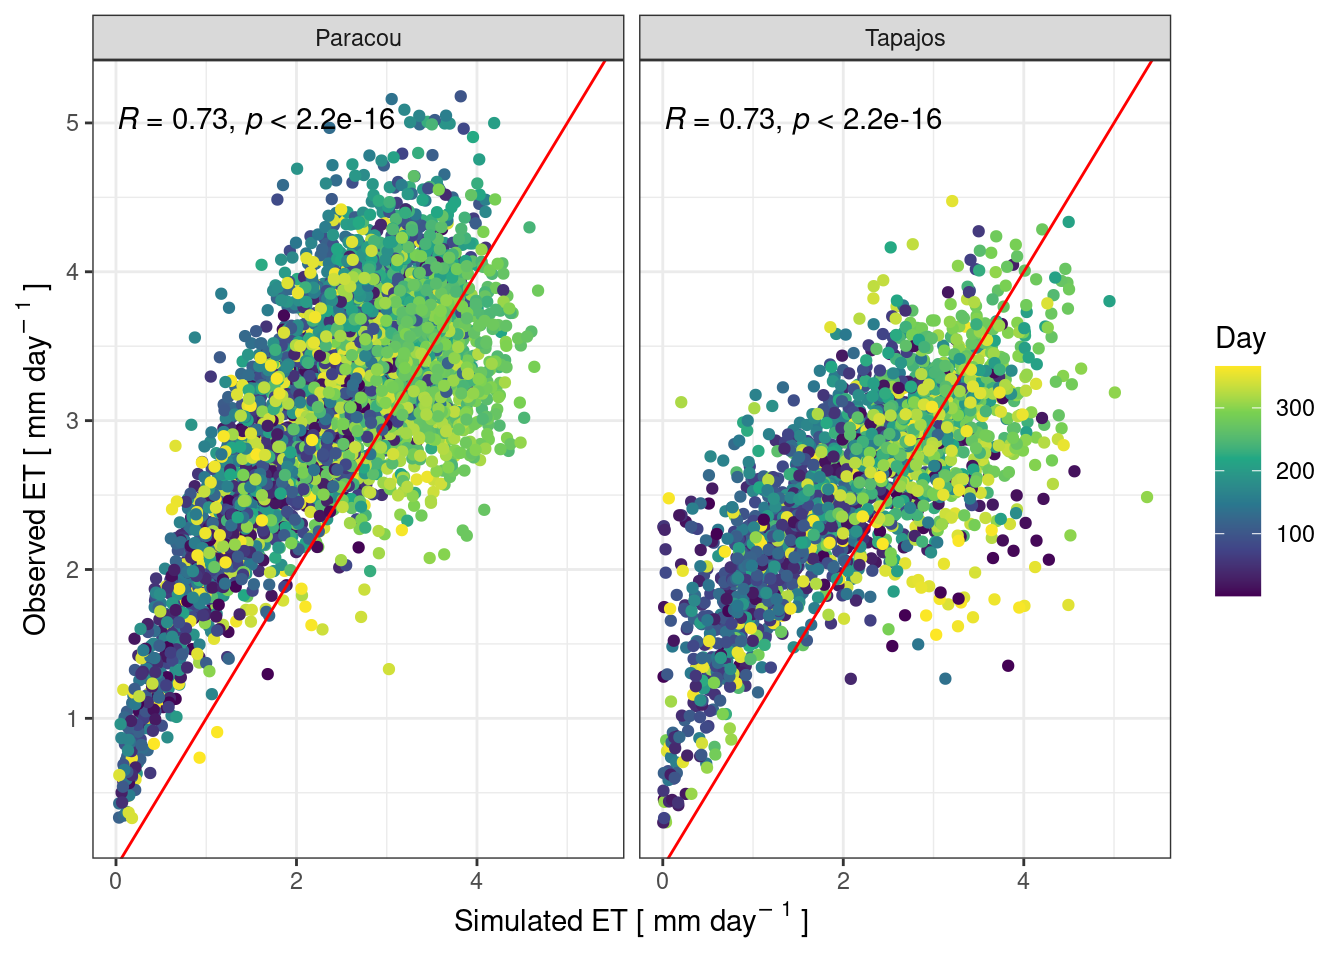 Paracou
Tapajos
R = 0.73, p < 2.2e-16
R = 0.73, p < 2.2e-16
5
4
3
2
1
0
2
4
0
2
4
Observed ET [ mm day− 1 ]
Simulated ET [ mm day− 1 ]
Day
300
200
100